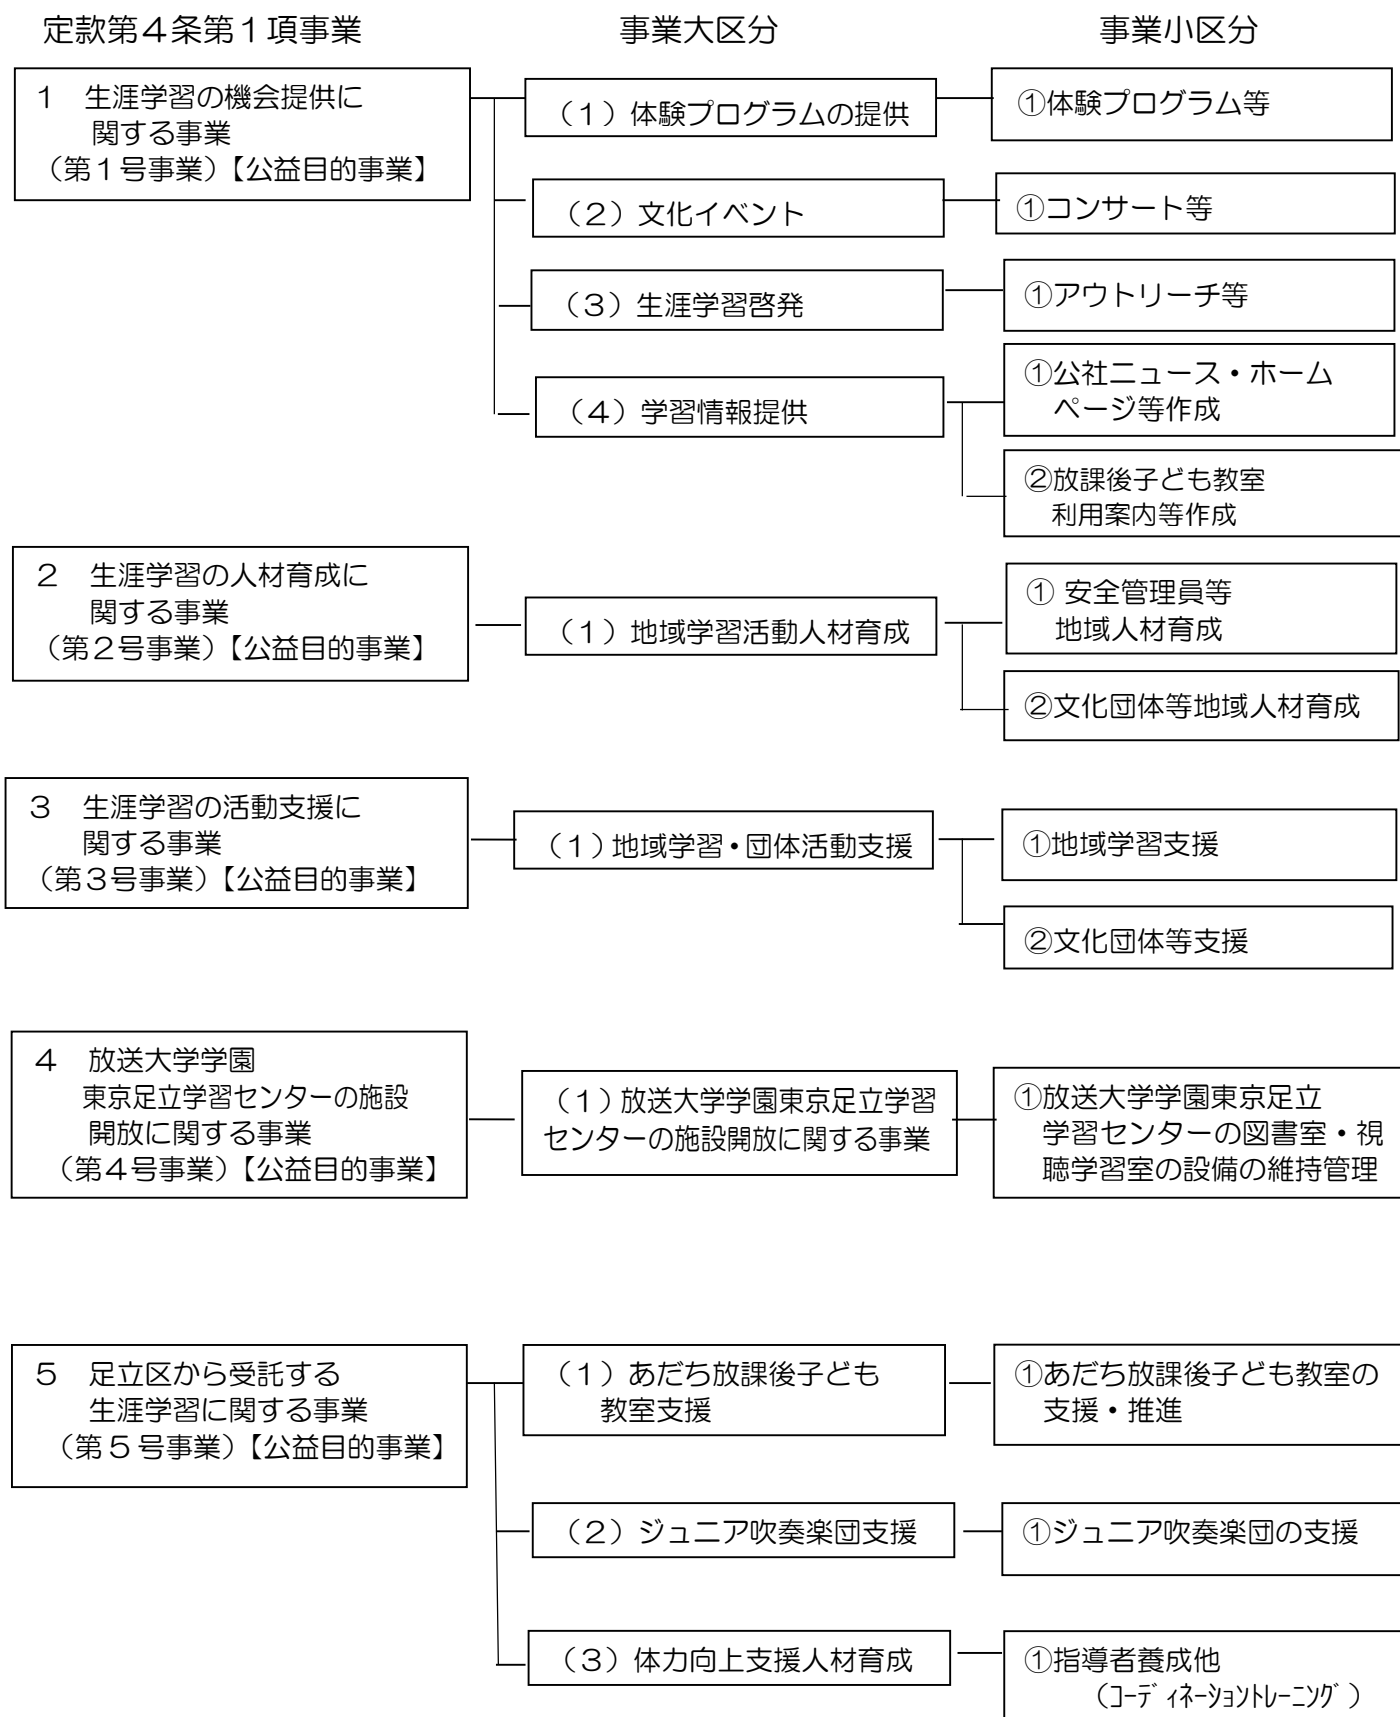 定款第４条第１項事業
事業大区分
事業小区分
１　生涯学習の機会提供に
関する事業
（第１号事業）【公益目的事業】
（１）体験プログラムの提供
①体験プログラム等
（２）文化イベント
①コンサート等
（３）生涯学習啓発
①アウトリーチ等
（４）学習情報提供
①公社ニュース・ホーム
ページ等作成
②放課後子ども教室
利用案内等作成
２　生涯学習の人材育成に
関する事業
（第２号事業）【公益目的事業】
（１）地域学習活動人材育成
① 安全管理員等
地域人材育成
②文化団体等地域人材育成
３　生涯学習の活動支援に
関する事業
（第３号事業）【公益目的事業】
（１）地域学習・団体活動支援
①地域学習支援
②文化団体等支援
４　放送大学学園
東京足立学習センターの施設
開放に関する事業
（第４号事業）【公益目的事業】
（１）放送大学学園東京足立学習
センターの施設開放に関する事業
①放送大学学園東京足立
学習センターの図書室・視
聴学習室の設備の維持管理
５　足立区から受託する
生涯学習に関する事業
（第５号事業）【公益目的事業】
（１）あだち放課後子ども
教室支援
①あだち放課後子ども教室の
支援・推進
（２）ジュニア吹奏楽団支援
①ジュニア吹奏楽団の支援
（３）体力向上支援人材育成
①指導者養成他
（ｺｰﾃﾞｨﾈｰｼｮﾝﾄﾚｰﾆﾝｸﾞ）